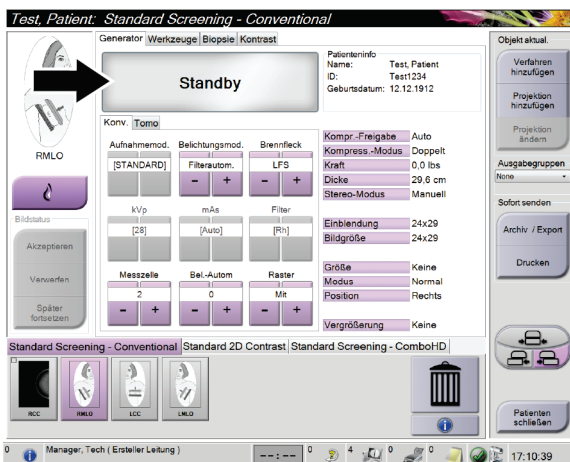 Test, Patient: Standard Screening - Conventional
Generator Werkzeuge Biopsie Kontrast
Standby
Patienteninfo
Name: Test, Patient
ID: Test1234
Geburtsdatum: 12.12.1912
RMLO
Bildstatus
Akzeptieren
Verwerfen
Später
fortsetzen
Konv. Tomo
Aufnahmemod. Belichtungsmod. Brennfleck
[STANDARD] Filterautom. LFS
- + - +
kVp mAs Filter
[28] [Auto] [Rh]
Messzelle Bel.-Autom Raster
2 0 Mit
- + - + - +
Kompr.-Freigabe Auto
Kompress.-Modus Doppelt
Kraft 0,0 lbs
Dicke 29,6 cm
Stereo-Modus Manuell
Einblendung 24x29
Bildgröße 24x29
Größe Keine
Modus Normal
Position Rechts
Vergrößerung Keine
Objekt aktual.
Verfahren
hinzufügen
Projektion
hinzufügen
Projektion
ändern
Ausgabegruppen
None
Sofort senden
Archiv / Export
Drucken
Patienten
schließen
Standard Screening - Conventional Standard 2D Contrast Standard Screening - ComboHD
RCC RMLO LCC LMLO
0 Manager, Tech ( Ersteller Leitung ) --:-- 0 4 0 0 17:10:39